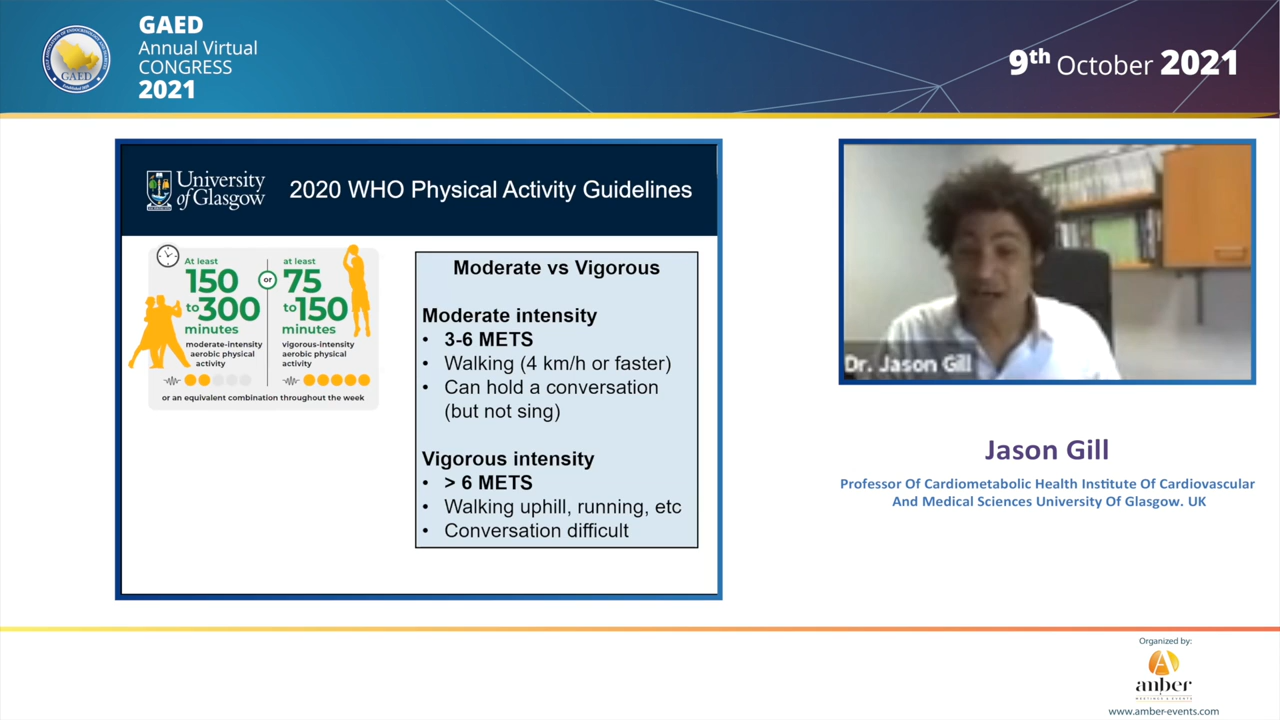 GAED
Annual Virtual
CONGRESS
2021
GAED
9th October 2021
University
of Glasgow
2020 WHO Physical Activity Guidelines
At least
150
to 300
minutes
moderate-intensity
aerobic physical
activity
or
at least
75
to 150
minutes
vigorous-intensity
aerobic physical
activity
or an equivalent combination throughout the week
Moderate vs Vigorous
Moderate intensity
• 3-6 METS
• Walking (4 km/h or faster)
• Can hold a conversation
(but not sing)
Vigorous intensity
• > 6 METS
• Walking uphill, running, etc
• Conversation difficult
Dr. Jason Gill
Jason Gill
Professor Of Cardiometabolic Health Institute Of Cardiovascular
And Medical Sciences University Of Glasgow. UK
Organized by:
anber
www.amber-events.com